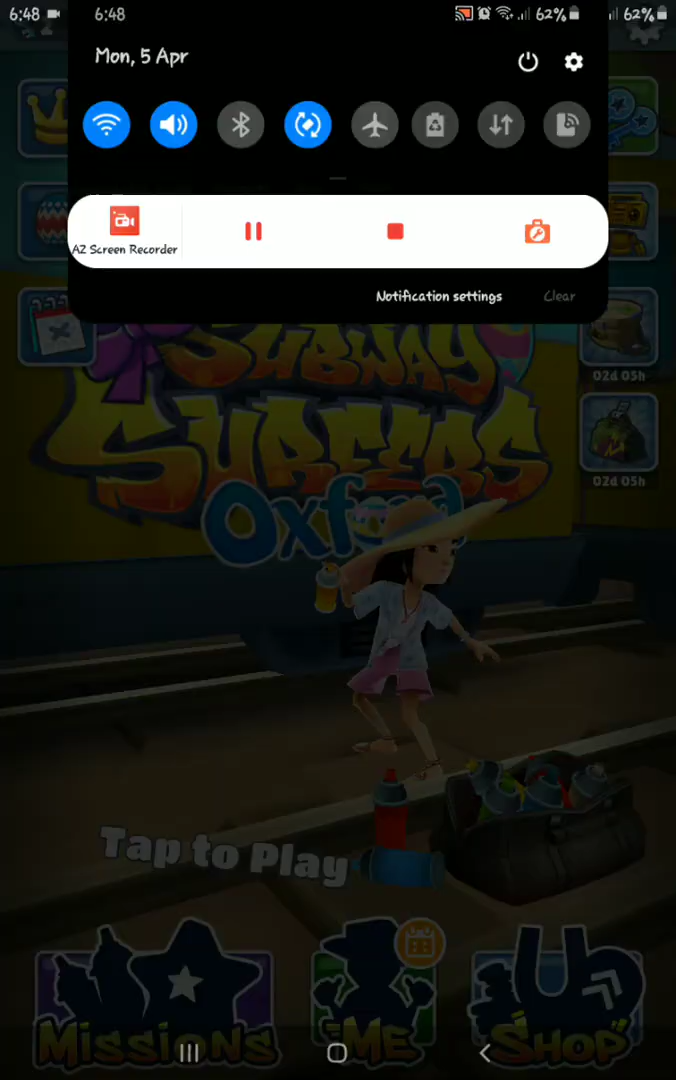 6:48
6:48
62%
62%
Mon, 5 Apr
AZ Screen Recorder
Notification settings
Clear
SUBWAY
SURFERS
Oxford
02d 05h
02d 05h
Tap to Play
MISSIONS
ME
SHOP